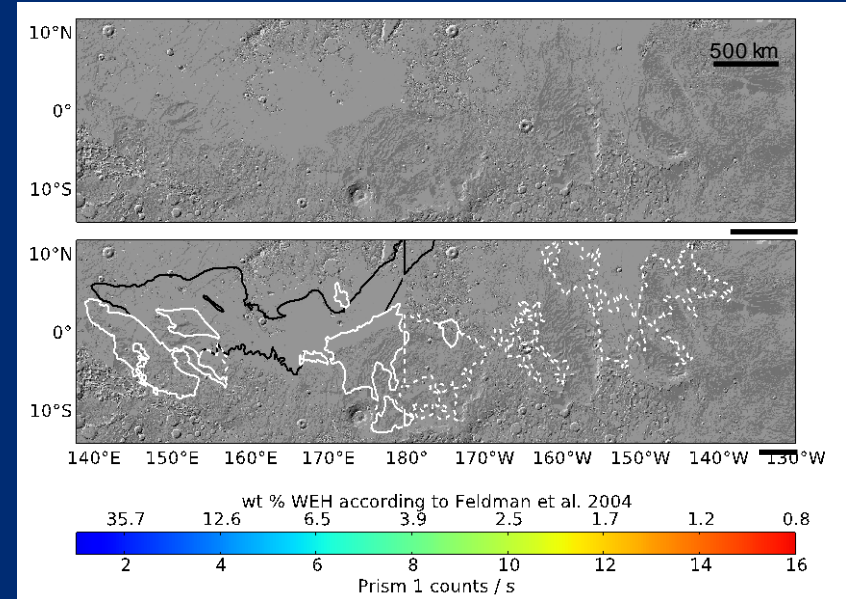 10°N
500 km
0°
10°S
10°N
0°
10°S
140°E 150°E 160°E 170°E 180° 170°W 160°W 150°W 140°W 130°W
wt % WEH according to Feldman et al. 2004
35.7 12.6 6.5 3.9 2.5 1.7 1.2 0.8
2 4 6 8 10 12 14 16
Prism 1 counts / s